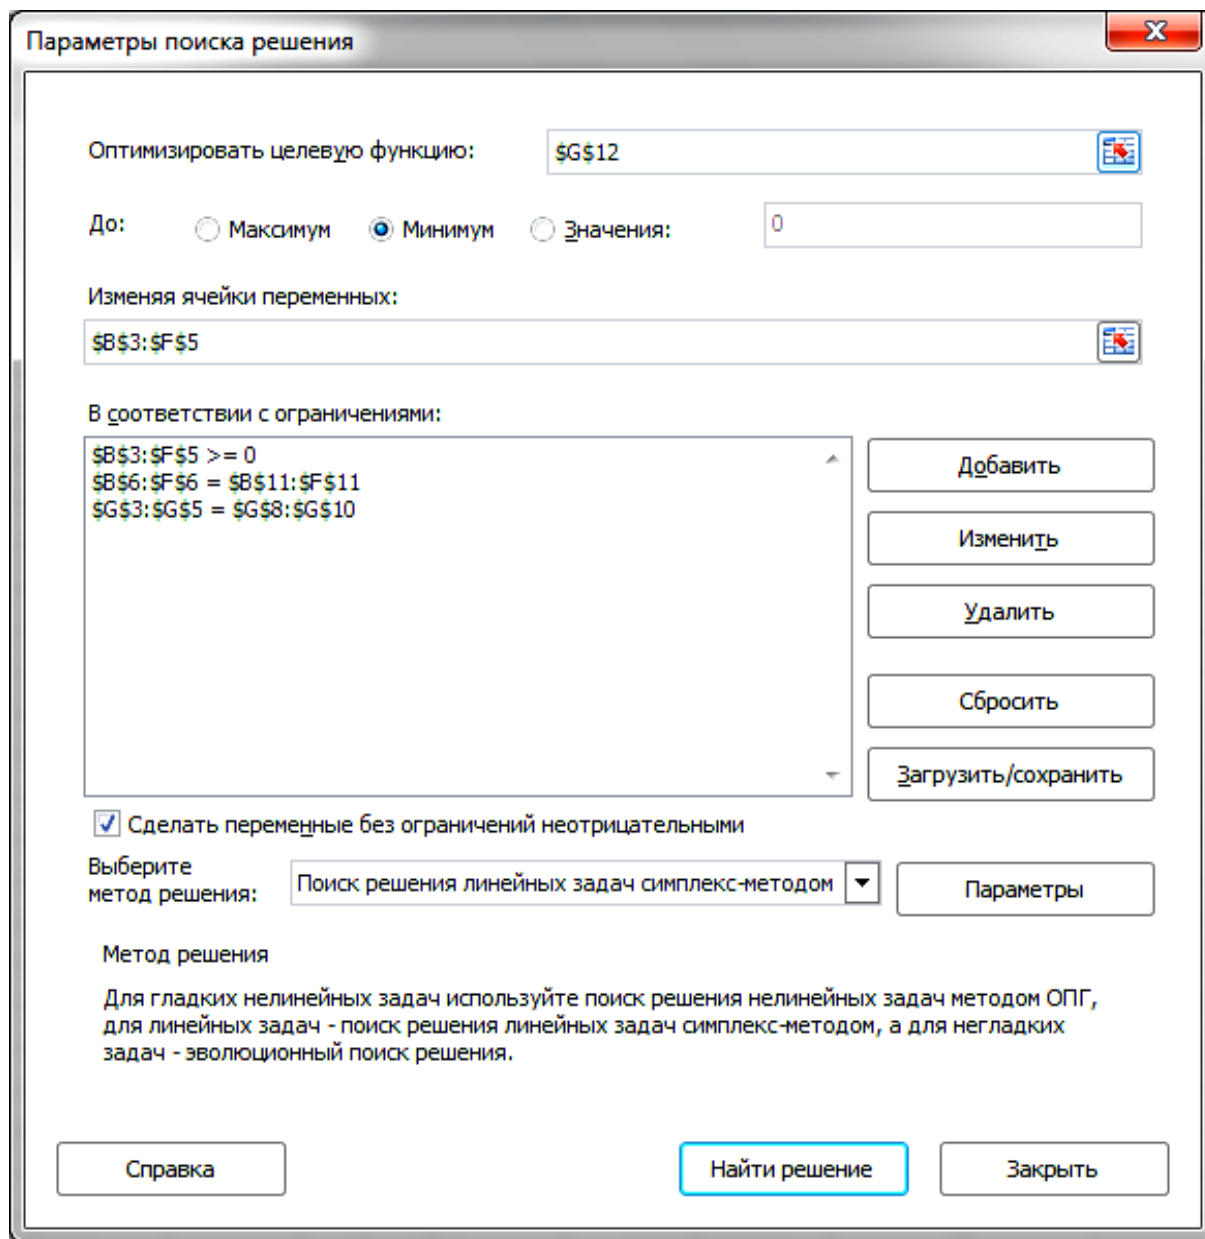 Параметры поиска решения
Оптимизировать целевую функцию:
$G$12
До:
Максимум
Минимум
Значения:
0
Изменяя ячейки переменных:
$B$3:$F$5
В соответствии с ограничениями:
$B$3:$F$5 >= 0
$B$6:$F$6 = $B$11:$F$11
$G$3:$G$5 = $G$8:$G$10
Добавить
Изменить
Удалить
Сбросить
Загрузить/сохранить
Сделать переменные без ограничений неотрицательными
Выберите
метод решения:
Поиск решения линейных задач симплекс-методом
Параметры
Метод решения
Для гладких нелинейных задач используйте поиск решения нелинейных задач методом ОПГ,
для линейных задач - поиск решения линейных задач симплекс-методом, а для негладких
задач - эволюционный поиск решения.
Справка
Найти решение
Закрыть